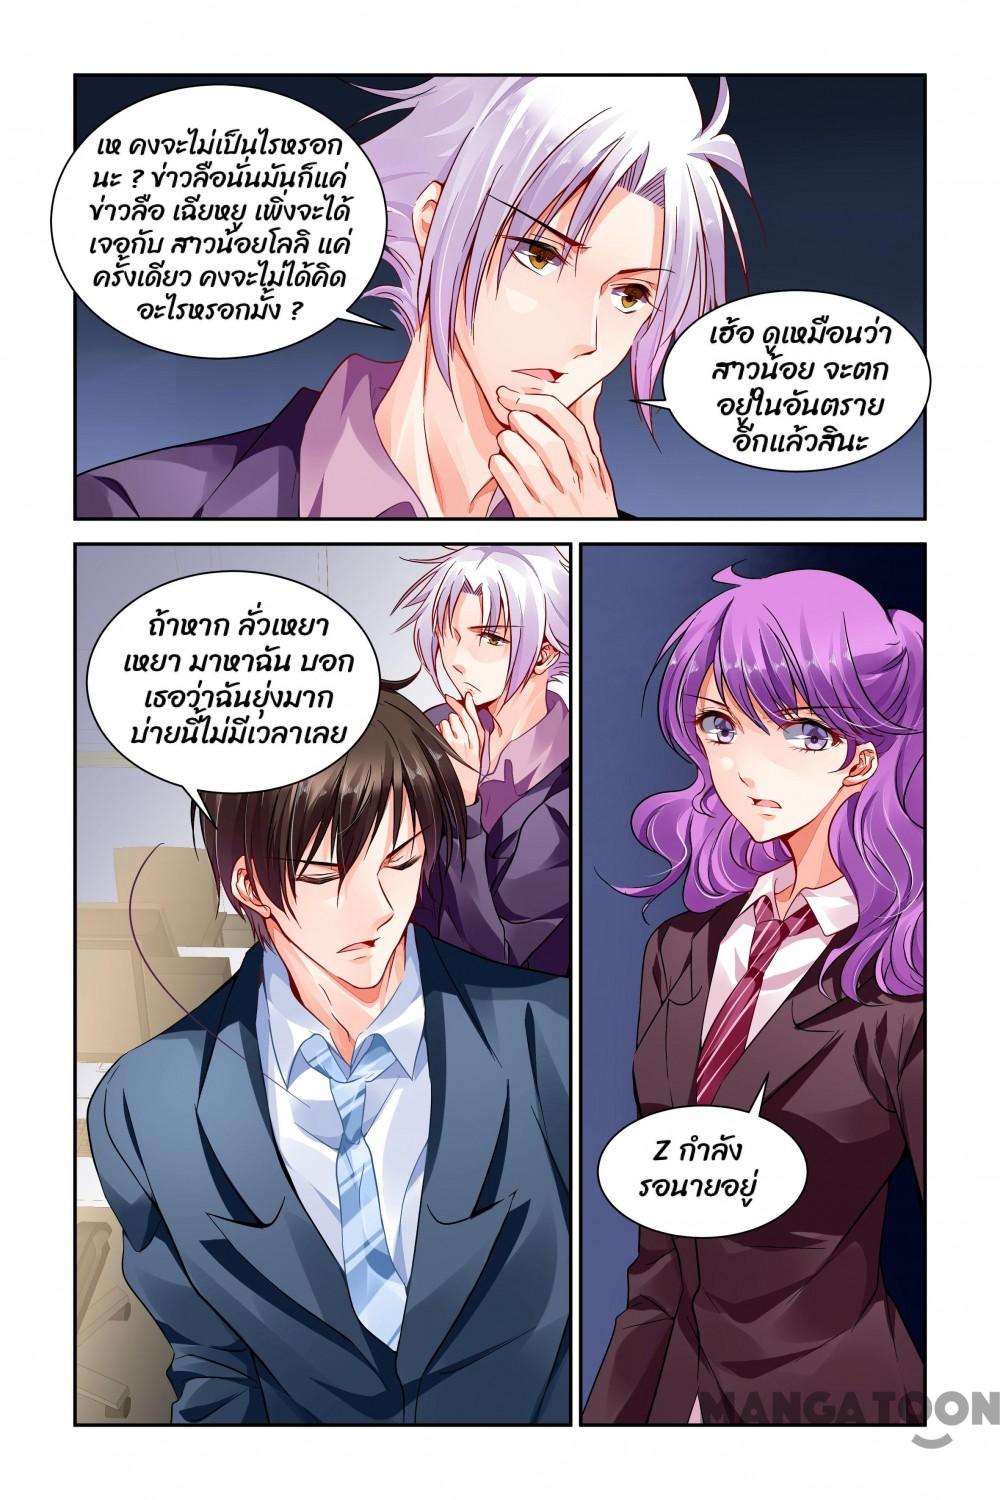 เห คงจะไม่เป็นไรหรอก
นะ ? ข่าวลือนั่นมันก็แค่
ข่าวลือ เฉียหยู เพิ่งจะได้
เจอกับ สาวน้อยโลลิ แค่
ครั้งเดียว คงจะไม่ได้คิด
อะไรหรอกมั้ง ?
เฮ้อ ดูเหมือนว่า
สาวน้อย จะตก
อยู่ในอันตราย
อีกแล้วสินะ
ถ้าหาก ลั่วเหยา
เหยา มาหาฉัน บอก
เธอว่าฉันยุ่งมาก
บ่ายนี้ไม่มีเวลาเลย
Z กำลัง
รอนายอยู่
MANGATOON